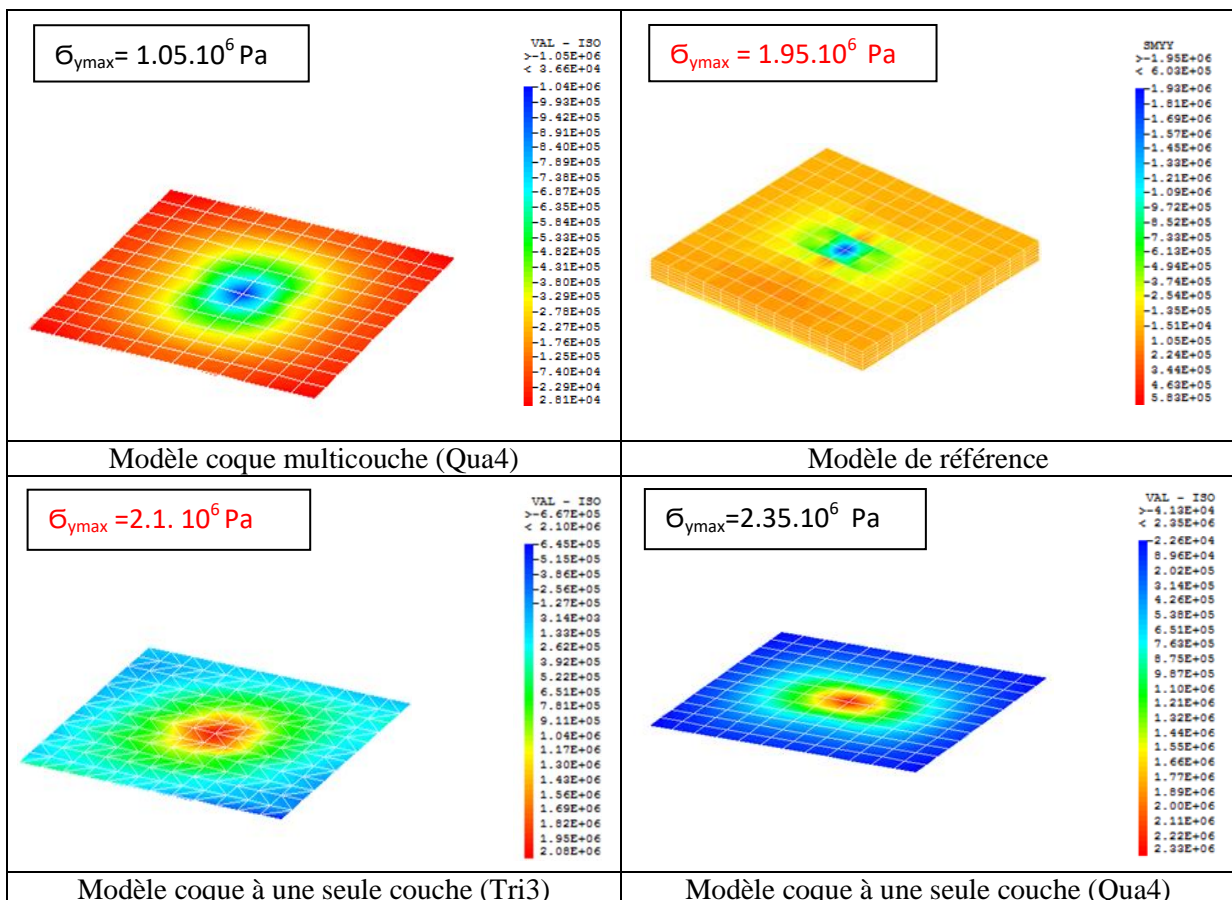 Ϭymax= 1.05.10⁶ Pa
VAL - ISO
>-1.05E+06
< 3.66E+04
-1.04E+06
-9.93E+05
-9.42E+05
-8.91E+05
-8.40E+05
-7.89E+05
-7.38E+05
-6.87E+05
-6.35E+05
-5.84E+05
-5.33E+05
-4.82E+05
-4.31E+05
-3.80E+05
-3.29E+05
-2.78E+05
-2.27E+05
-1.76E+05
-1.25E+05
-7.40E+04
-2.29E+04
2.81E+04
Modèle coque multicouche (Qua4)
Ϭymax = 1.95.10⁶ Pa
SMYY
>-1.95E+06
< 6.03E+05
-1.93E+06
-1.81E+06
-1.69E+06
-1.57E+06
-1.45E+06
-1.33E+06
-1.21E+06
-1.09E+06
-9.72E+05
-8.52E+05
-7.33E+05
-6.13E+05
-4.94E+05
-3.74E+05
-2.54E+05
-1.35E+05
-1.51E+04
1.05E+05
2.24E+05
3.44E+05
4.63E+05
5.83E+05
Modèle de référence
Ϭymax =2.1. 10⁶ Pa
VAL - ISO
>-6.67E+05
< 2.10E+06
-6.45E+05
-5.15E+05
-3.86E+05
-2.56E+05
-1.27E+05
3.14E+03
1.33E+05
2.62E+05
3.92E+05
5.22E+05
6.51E+05
7.81E+05
9.11E+05
1.04E+06
1.17E+06
1.30E+06
1.43E+06
1.56E+06
1.69E+06
1.82E+06
1.95E+06
2.08E+06
Modèle coque à une seule couche (Tri3)
Ϭymax=2.35.10⁶ Pa
VAL - ISO
>-4.13E+04
< 2.35E+06
-2.26E+04
8.96E+04
2.02E+05
3.14E+05
4.26E+05
5.38E+05
6.51E+05
7.63E+05
8.75E+05
9.87E+05
1.10E+06
1.21E+06
1.32E+06
1.44E+06
1.55E+06
1.66E+06
1.77E+06
1.89E+06
2.00E+06
2.11E+06
2.22E+06
2.33E+06
Modèle coque à une seule couche (Qua4)